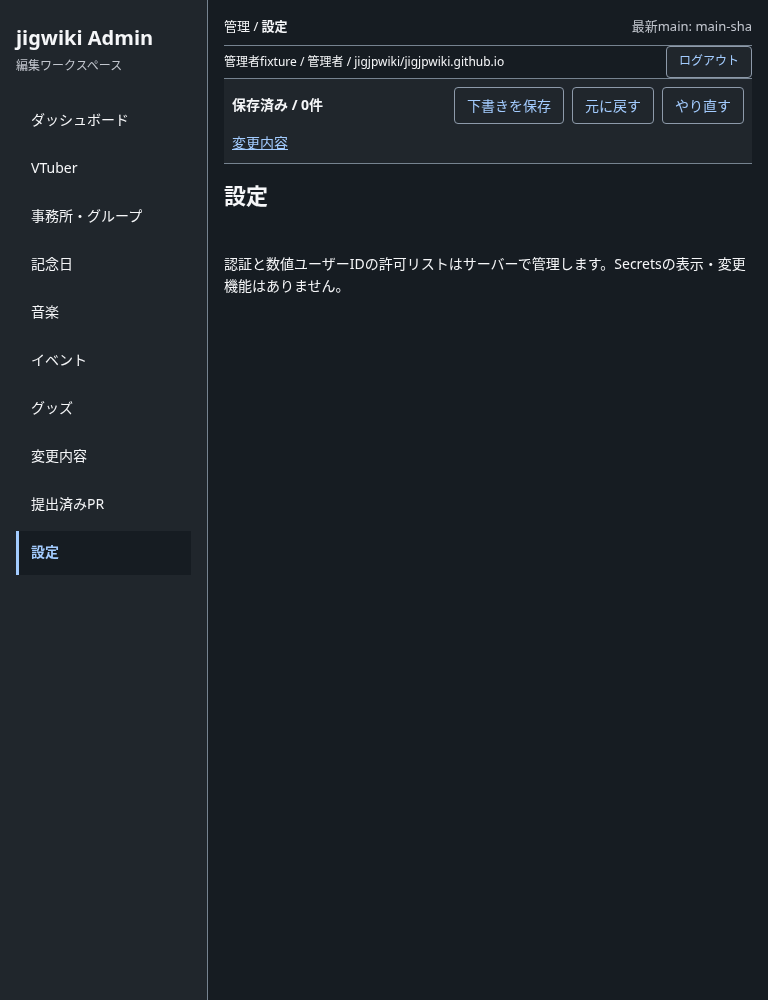 jigwiki Admin
編集ワークスペース
ダッシュボード
VTuber
事務所・グループ
記念日
音楽
イベント
グッズ
変更内容
提出済みPR
設定
管理 / 設定
最新main: main-sha
管理者fixture / 管理者 / jigjpwiki/jigjpwiki.github.io
ログアウト
保存済み / 0件
下書きを保存
元に戻す
やり直す
変更内容
設定
認証と数値ユーザーIDの許可リストはサーバーで管理します。Secretsの表示・変更
機能はありません。